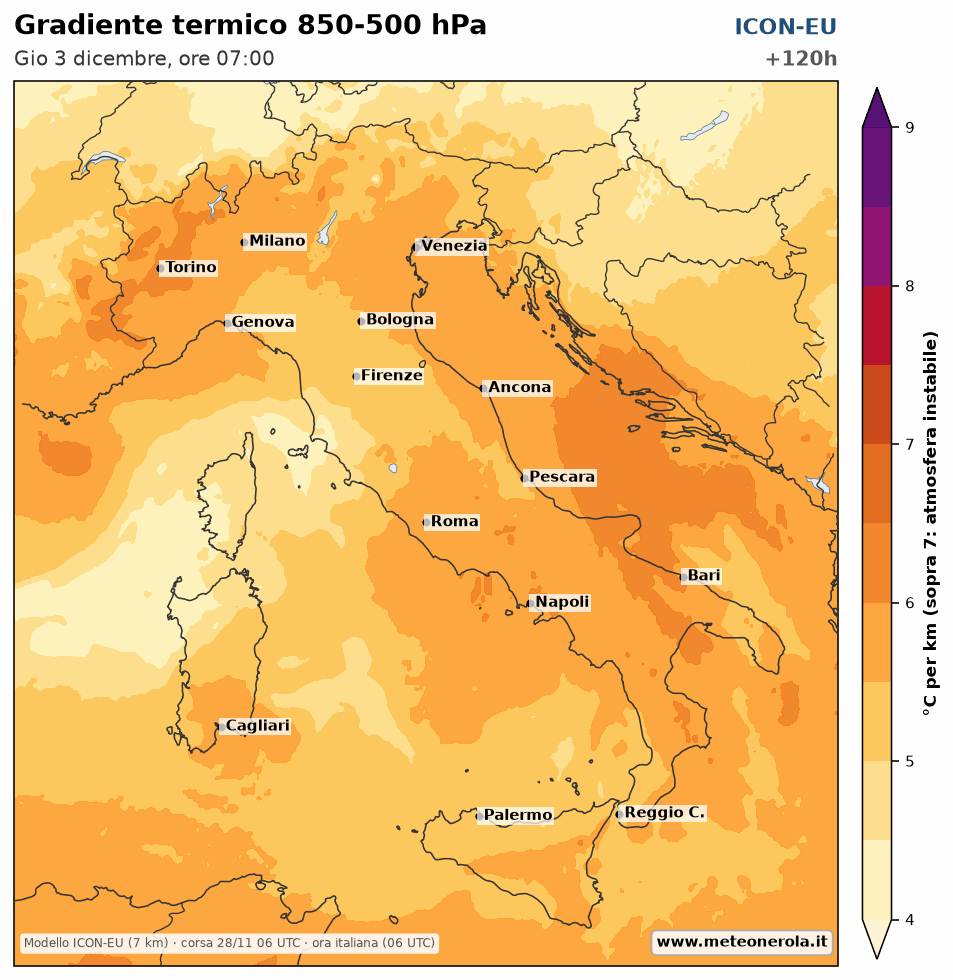 Gradiente termico 850-500 hPa
ICON-EU
Gio 3 dicembre, ore 07:00
+120h
9
8
7
6
5
4
°C per km (sopra 7: atmosfera instabile)
Milano
Venezia
Torino
Genova
Bologna
Firenze
Ancona
Pescara
Roma
Bari
Napoli
Cagliari
Palermo
Reggio C.
Modello ICON-EU (7 km) · corsa 28/11 06 UTC · ora italiana (06 UTC)
www.meteonerola.it